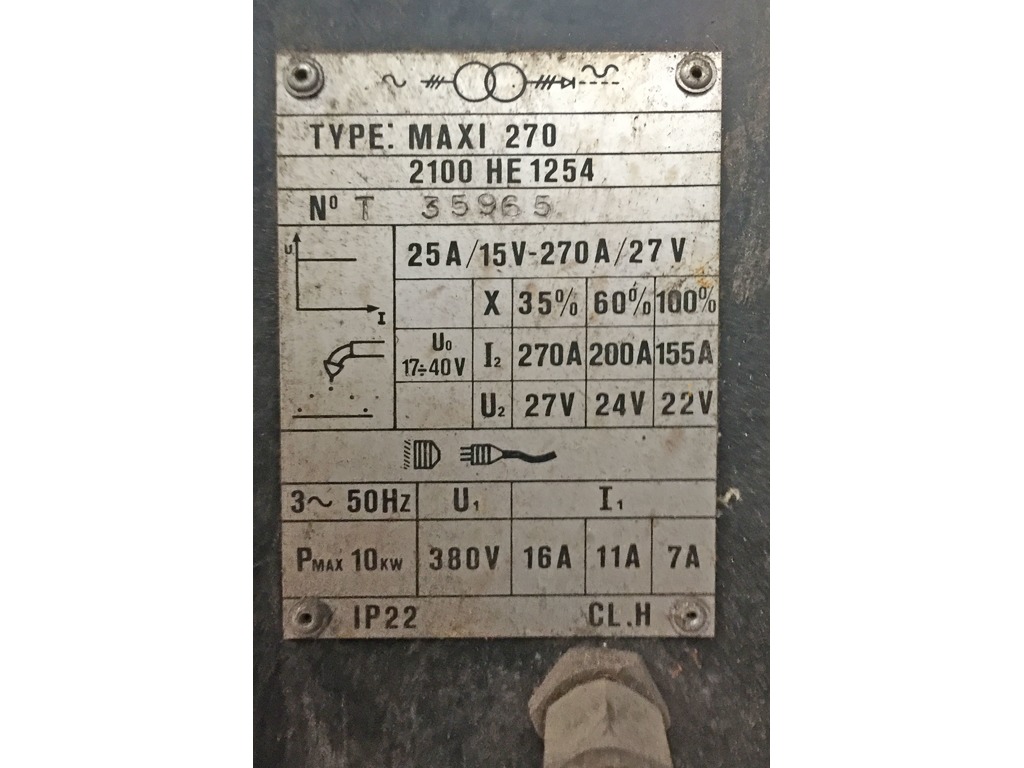 TYPE: MAXI 270
2100 HE 1254
Nº T 35965
U
I
25A/15V-270A/27V
X 35% 60% 100%
U₀ 17÷40V
I₂ 270A 200A 155A
U₂ 27V 24V 22V
3~ 50Hz U₁ I₁
PMAX 10KW 380V 16A 11A 7A
IP22 CL.H